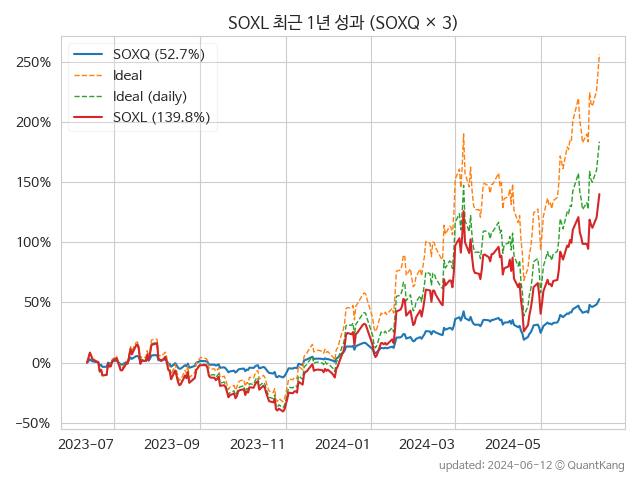 SOXL 최근 1년 성과 (SOXQ × 3)
SOXQ (52.7%)
Ideal
Ideal (daily)
SOXL (139.8%)
250%
200%
150%
100%
50%
0%
−50%
2023-07
2023-09
2023-11
2024-01
2024-03
2024-05
updated: 2024-06-12 © QuantKang